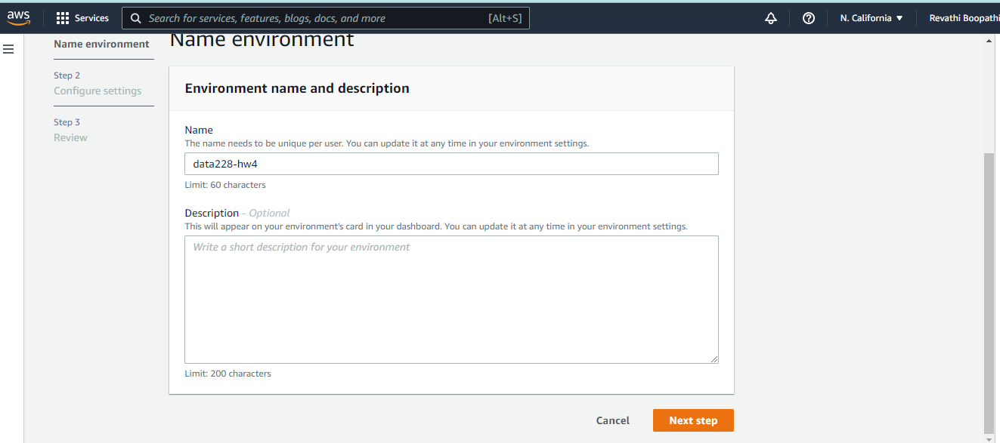 aws Services Search for services, features, blogs, docs, and more [Alt+S] N. California Revathi Boopathi
Name environment
Step 2
Configure settings
Step 3
Review
Name environment
Environment name and description
Name
The name needs to be unique per user. You can update it at any time in your environment settings.
data228-hw4
Limit: 60 characters
Description - Optional
This will appear on your environment's card in your dashboard. You can update it at any time in your environment settings.
Write a short description for your environment
Limit: 200 characters
Cancel Next step